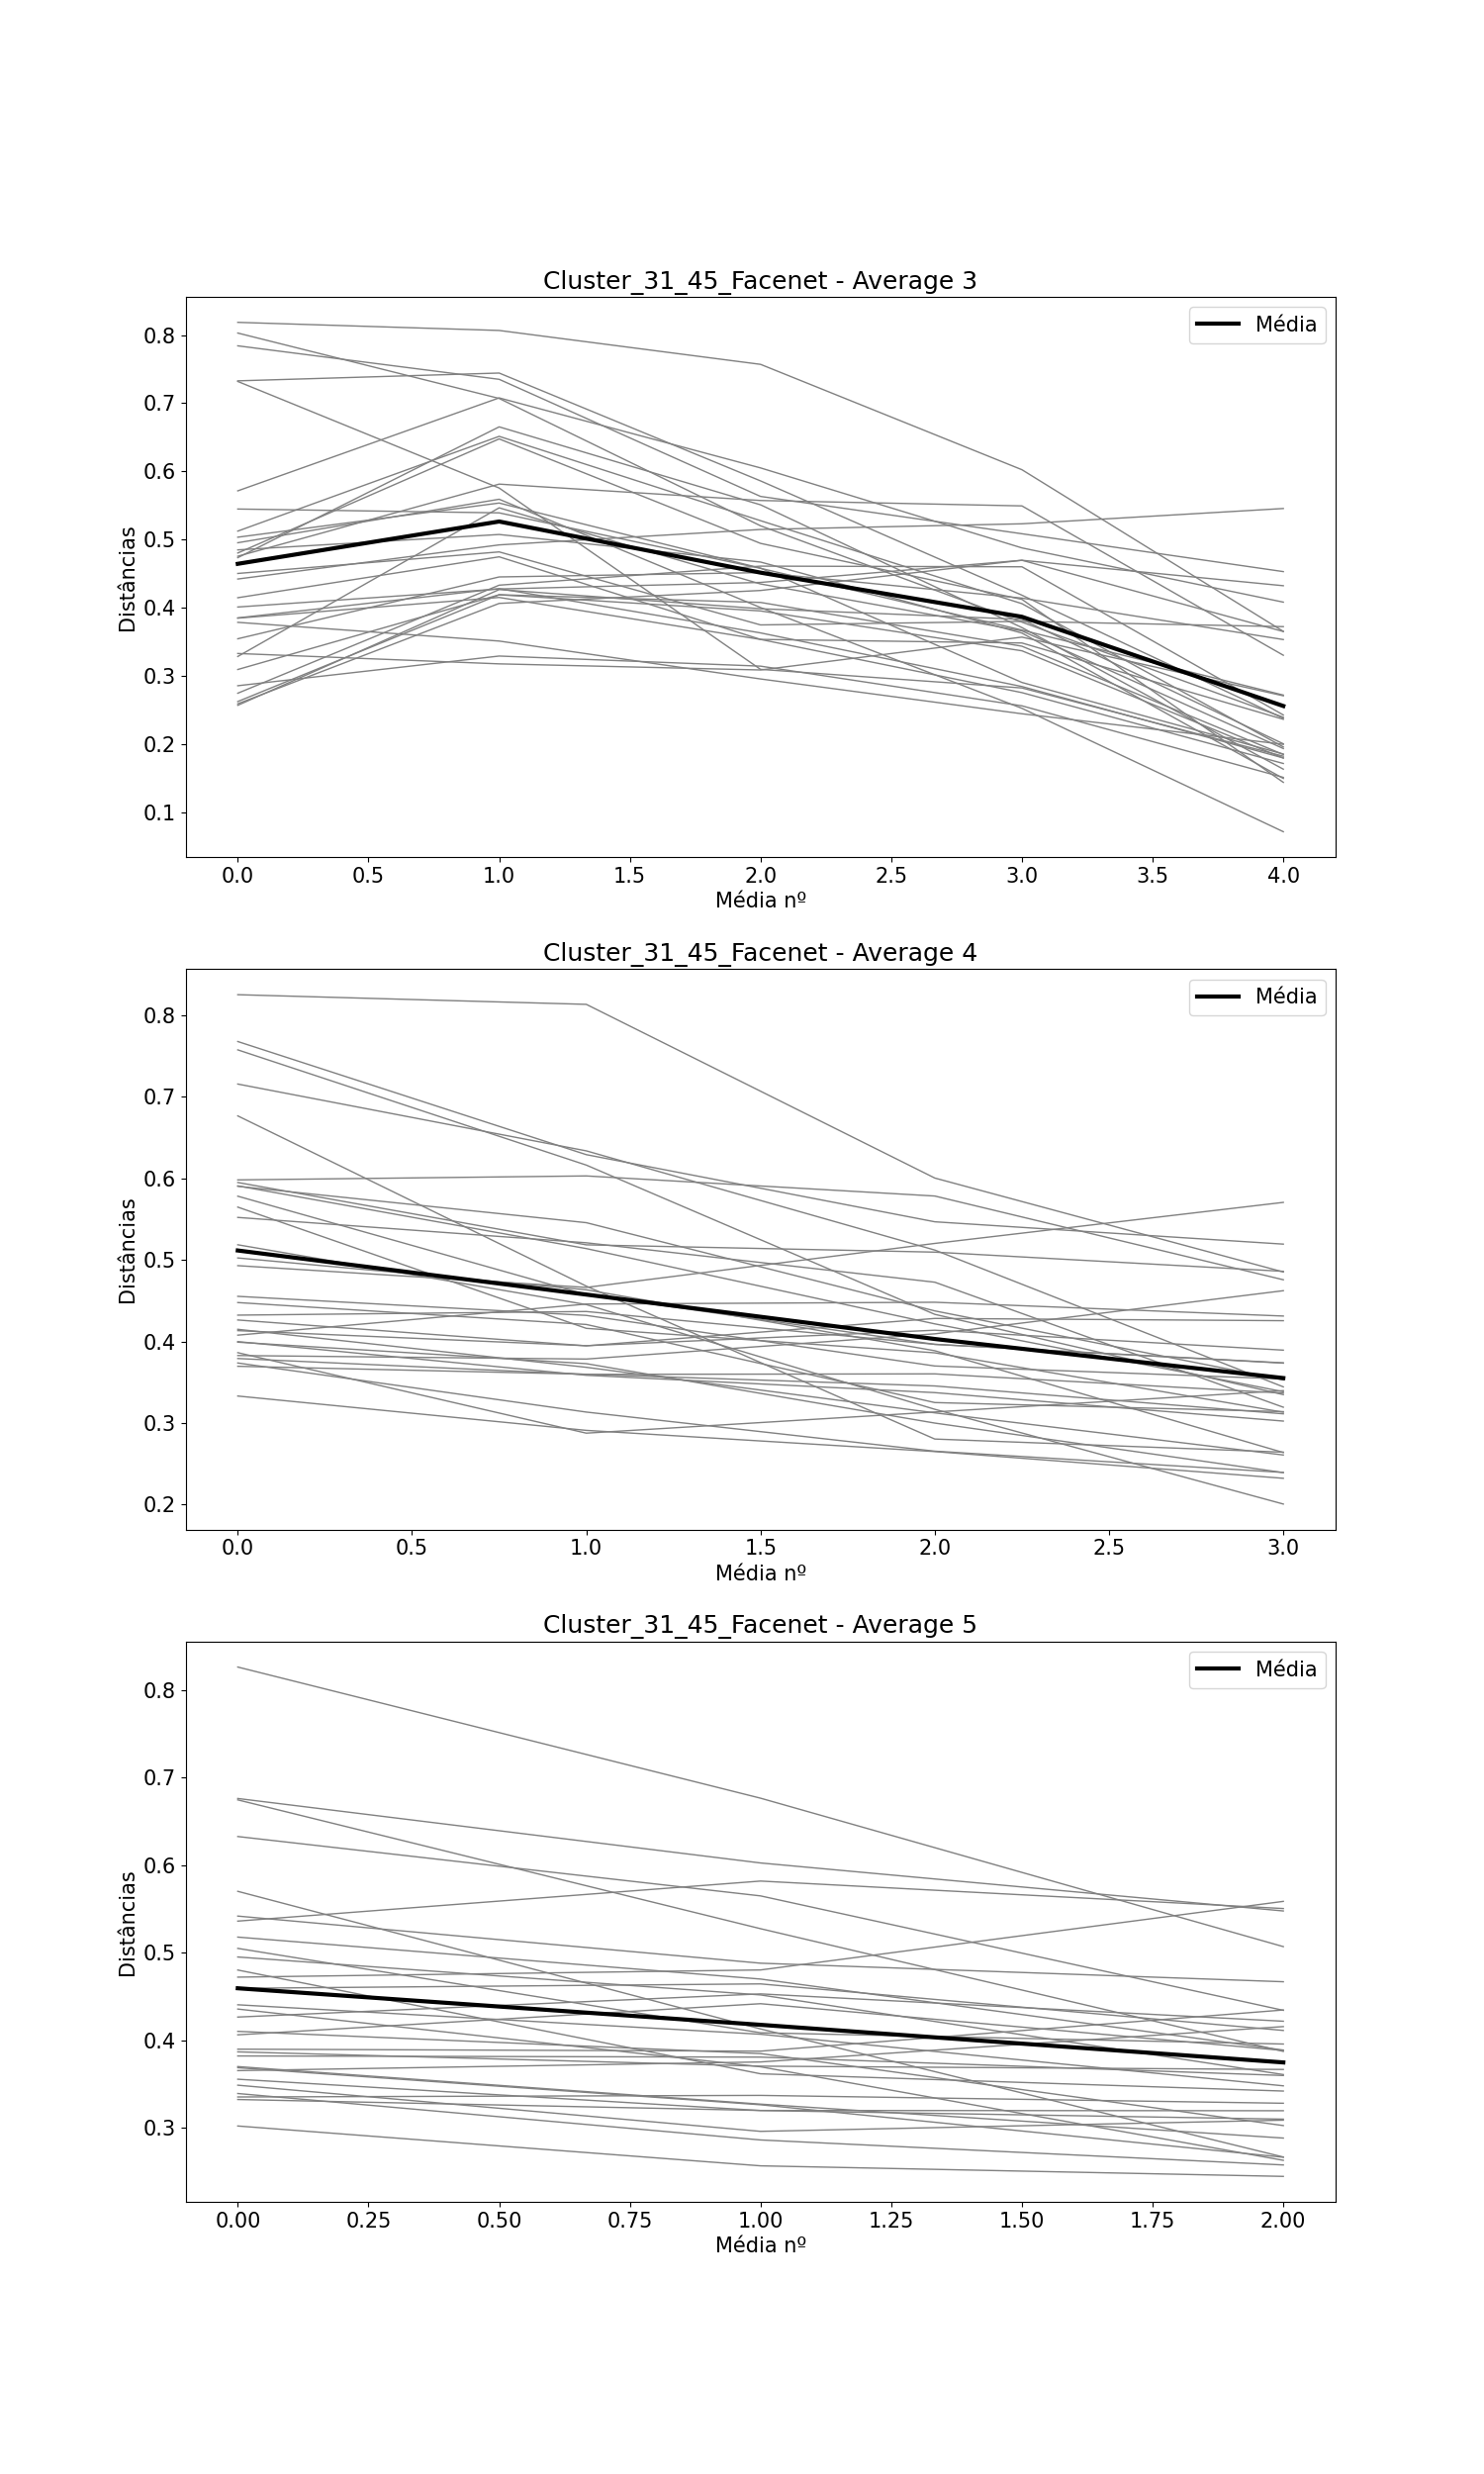 Cluster_31_45_Facenet - Average 3
Média
0.8
0.7
0.6
0.5
0.4
0.3
0.2
0.1
Distâncias
0.0 0.5 1.0 1.5 2.0 2.5 3.0 3.5 4.0
Média nº
Cluster_31_45_Facenet - Average 4
Média
0.8
0.7
0.6
0.5
0.4
0.3
0.2
Distâncias
0.0 0.5 1.0 1.5 2.0 2.5 3.0
Média nº
Cluster_31_45_Facenet - Average 5
Média
0.8
0.7
0.6
0.5
0.4
0.3
Distâncias
0.00 0.25 0.50 0.75 1.00 1.25 1.50 1.75 2.00
Média nº